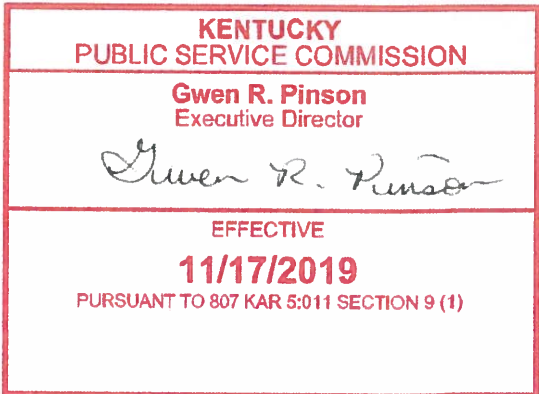 KENTUCKY
PUBLIC SERVICE COMMISSION
Gwen R. Pinson
Executive Director
Gwen R. Pinson
EFFECTIVE
11/17/2019
PURSUANT TO 807 KAR 5:011 SECTION 9 (1)